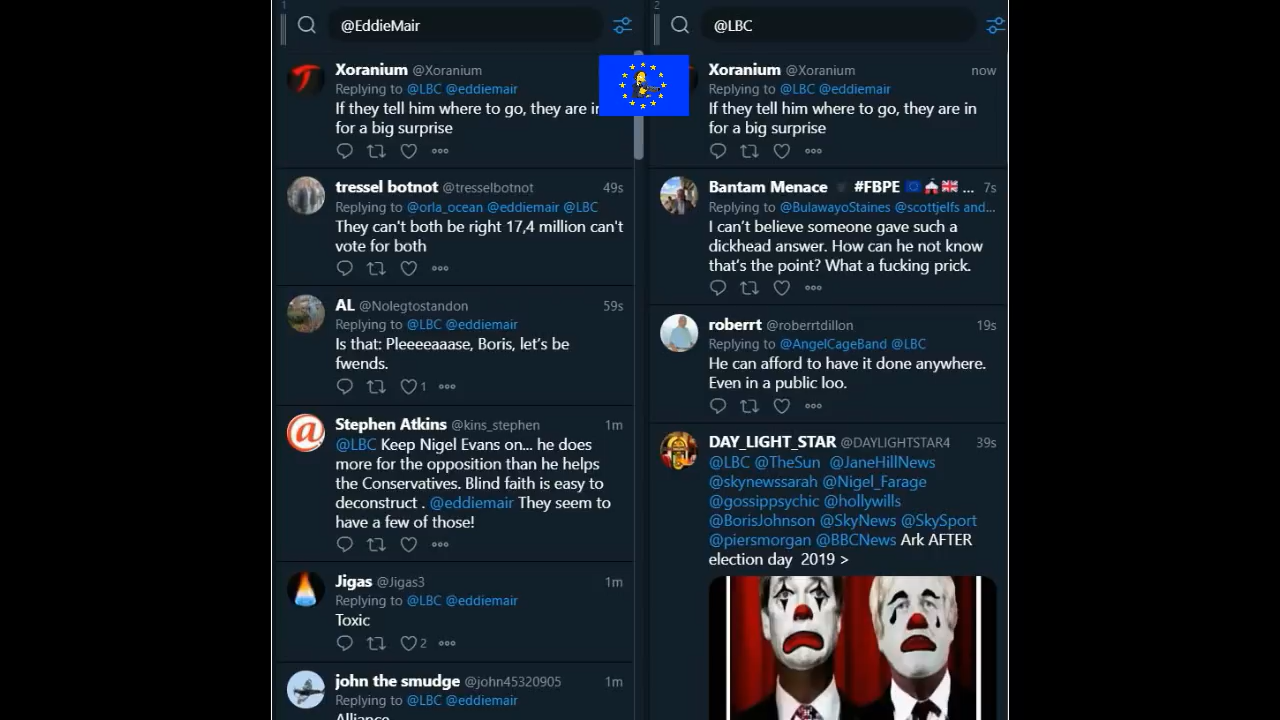 1
@EddieMair
Xoranium @Xoranium
Replying to @LBC @eddiemair
If they tell him where to go, they are in
for a big surprise
tressel botnot @tresselbotnot 49s
Replying to @orla_ocean @eddiemair @LBC
They can't both be right 17,4 million can't
vote for both
AL @Nolegtostandon 59s
Replying to @LBC @eddiemair
Is that: Pleeeeaaase, Boris, let's be
fwends.
1
Stephen Atkins @kins_stephen 1m
@LBC Keep Nigel Evans on... he does
more for the opposition than he helps
the Conservatives. Blind faith is easy to
deconstruct . @eddiemair They seem to
have a few of those!
Jigas @Jigas3 1m
Replying to @LBC @eddiemair
Toxic
2
john the smudge @john45320905 1m
Replying to @LBC @eddiemair
Alliance
2
@LBC
Xoranium @Xoranium now
Replying to @LBC @eddiemair
If they tell him where to go, they are in
for a big surprise
Bantam Menace #FBPE ... 7s
Replying to @BulawayoStaines @scottjelfs and...
I can't believe someone gave such a
dickhead answer. How can he not know
that's the point? What a fucking prick.
roberrt @roberrtdillon 19s
Replying to @AngelCageBand @LBC
He can afford to have it done anywhere.
Even in a public loo.
DAY_LIGHT_STAR @DAYLIGHTSTAR4 39s
@LBC @TheSun @JaneHillNews
@skynewssarah @Nigel_Farage
@gossippsychic @hollywills
@BorisJohnson @SkyNews @SkySport
@piersmorgan @BBCNews Ark AFTER
election day 2019 >